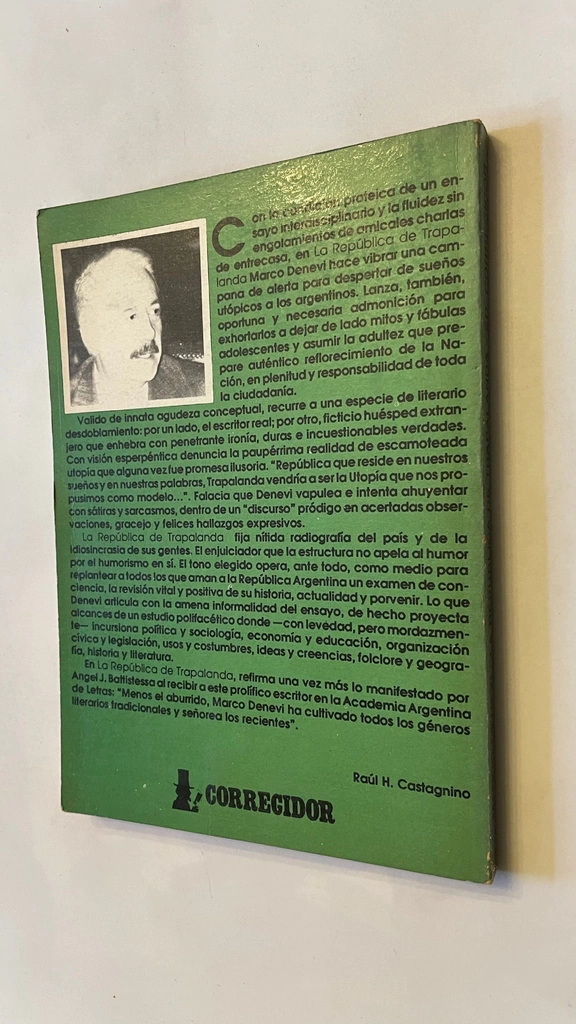 Con la condición proteica de un en-
sayo interdisciplinario y la fluidez sin
engolamientos de amicales charlas
de entrecasa, en La República de Trapa-
landa Marco Denevi hace vibrar una cam-
pana de alerta para despertar de sueños
utópicos a los argentinos. Lanza, también,
oportuna y necesaria admonición para
exhortarlos a dejar de lado mitos y fábulas
adolescentes y asumir la adultez que pre-
pare auténtico reflorecimiento de la Na-
ción, en plenitud y responsabilidad de toda
la ciudadanía.
Valido de innata agudeza conceptual, recurre a una especie de literario
desdoblamiento: por un lado, el escritor real; por otro, ficticio huésped extran-
jero que enhebra con penetrante ironía, duras e incuestionables verdades.
Con visión esperpéntica denuncia la paupérrima realidad de escamoteada
utopía que alguna vez fue promesa ilusoria. "República que reside en nuestros
sueños y en nuestras palabras, Trapalanda vendría a ser la Utopía que nos pro-
pusimos como modelo...". Falacia que Denevi vapulea e intenta ahuyentar
con sátiras y sarcasmos, dentro de un "discurso" pródigo en acertadas obser-
vaciones, gracejo y felices hallazgos expresivos.
La República de Trapalanda fija nítida radiografía del país y de la
idiosincrasia de sus gentes. El enjuiciador que la estructura no apela al humor
por el humorismo en sí. El tono elegido opera, ante todo, como medio para
replantear a todos los que aman a la República Argentina un examen de con-
ciencia, la revisión vital y positiva de su historia, actualidad y porvenir. Lo que
Denevi articula con la amena informalidad del ensayo, de hecho proyecta
alcances de un estudio polifacético donde —con levedad, pero mordazmen-
te— incursiona política y sociología, economía y educación, organización
cívica y legislación, usos y costumbres, ideas y creencias, folclore y geogra-
fía, historia y literatura.
En La República de Trapalanda, refirma una vez más lo manifestado por
Angel J. Battistessa al recibir a este prolífico escritor en la Academia Argentina
de Letras: "Menos el aburrido, Marco Denevi ha cultivado todos los géneros
literarios tradicionales y señorea los recientes".
Raúl H. Castagnino
CORREGIDOR